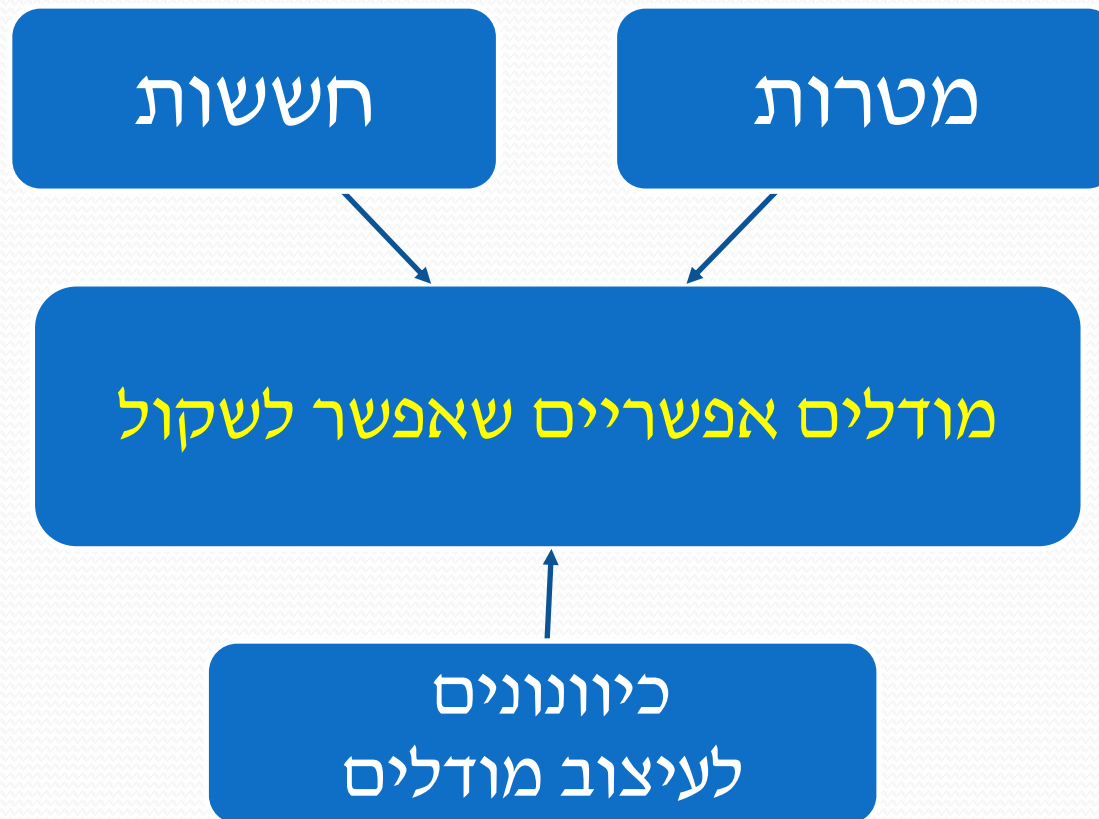 מטרות
חששות
מודלים אפשריים שאפשר לשקול
כיוונונים
לעיצוב מודלים